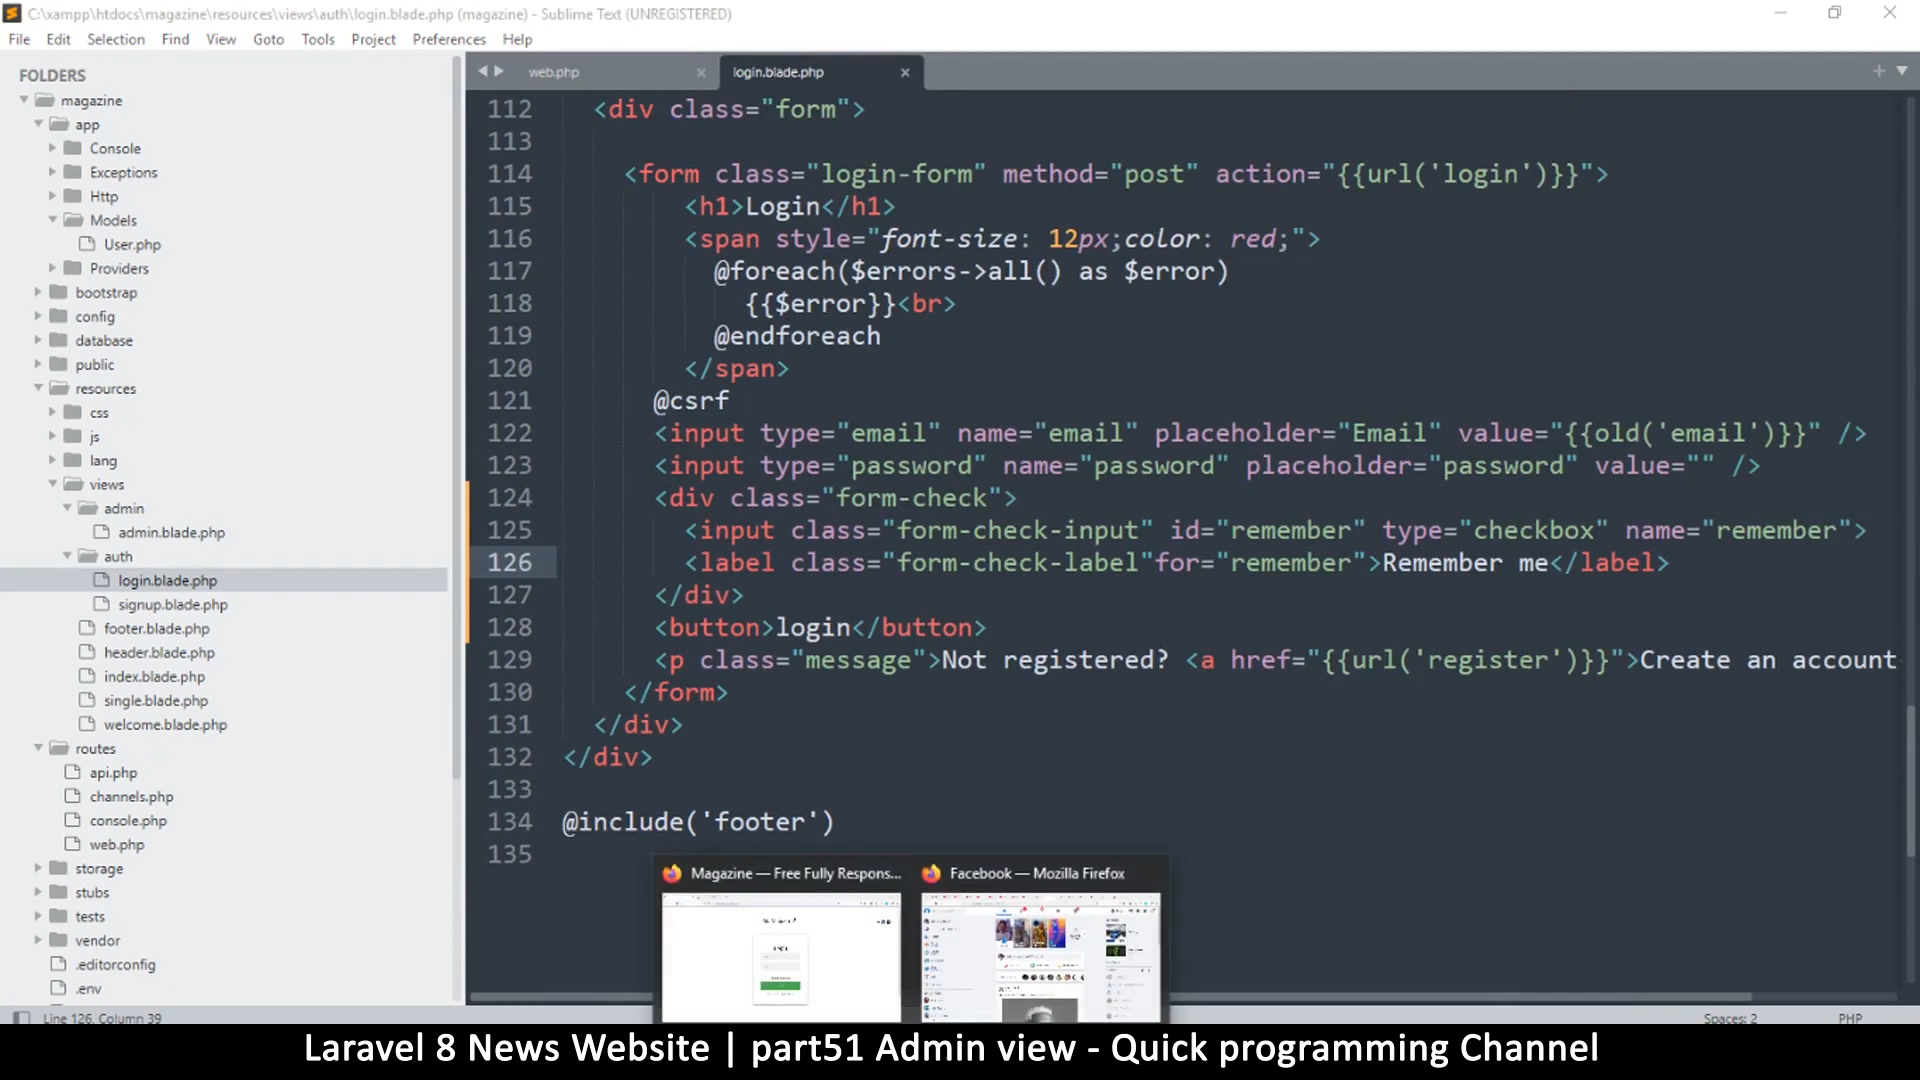 C:\xampp\htdocs\magazine\resources\views\auth\login.blade.php (magazine) - Sublime Text (UNREGISTERED)
File Edit Selection Find View Goto Tools Project Preferences Help
FOLDERS
magazine
app
Console
Exceptions
Http
Models
User.php
Providers
bootstrap
config
database
public
resources
css
js
lang
views
admin
admin.blade.php
auth
login.blade.php
signup.blade.php
footer.blade.php
header.blade.php
index.blade.php
single.blade.php
welcome.blade.php
routes
api.php
channels.php
console.php
web.php
storage
stubs
tests
vendor
.editorconfig
.env
web.php
login.blade.php
112 <div class="form">
113
114 <form class="login-form" method="post" action="{{url('login')}}">
115 <h1>Login</h1>
116 <span style="font-size: 12px;color: red;">
117 @foreach($errors->all() as $error)
118 {{$error}}<br>
119 @endforeach
120 </span>
121 @csrf
122 <input type="email" name="email" placeholder="Email" value="{{old('email')}}" />
123 <input type="password" name="password" placeholder="password" value="" />
124 <div class="form-check">
125 <input class="form-check-input" id="remember" type="checkbox" name="remember">
126 <label class="form-check-label"for="remember">Remember me</label>
127 </div>
128 <button>login</button>
129 <p class="message">Not registered? <a href="{{url('register')}}">Create an account
130 </form>
131 </div>
132 </div>
133
134 @include('footer')
135
Magazine — Free Fully Respons...
Facebook — Mozilla Firefox
Line 126, Column 39
Spaces: 2
PHP
Laravel 8 News Website | part51 Admin view - Quick programming Channel